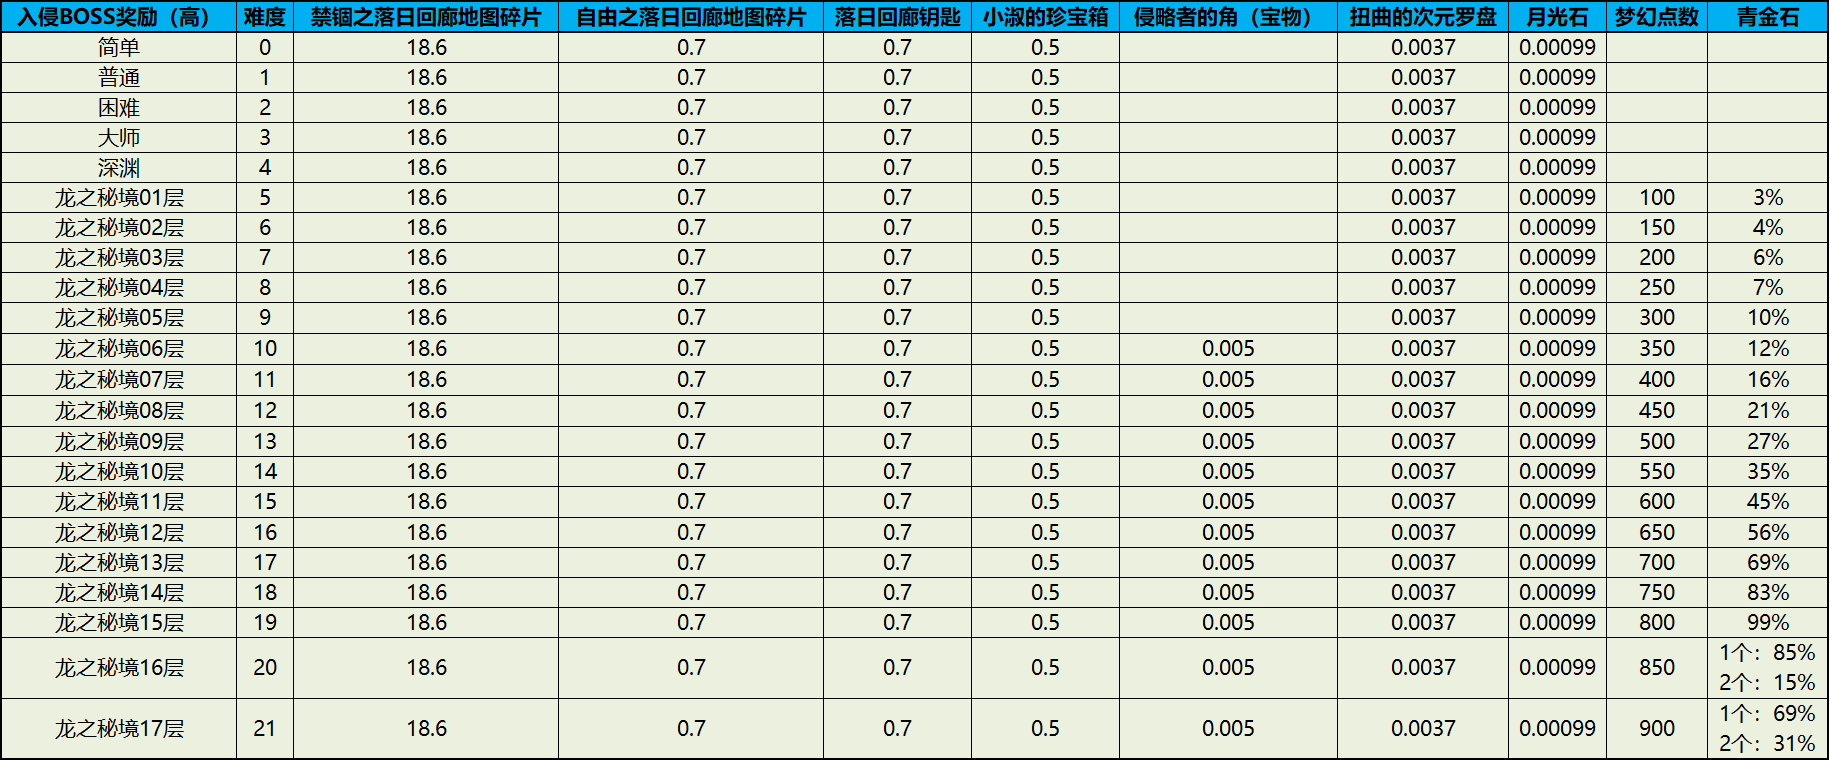 入侵BOSS奖励（高） 难度 禁锢之落日回廊地图碎片 自由之落日回廊地图碎片 落日回廊钥匙 小淑的珍宝箱 侵略者的角（宝物） 扭曲的次元罗盘 月光石 梦幻点数 青金石
简单 0 18.6 0.7 0.7 0.5 0.0037 0.00099
普通 1 18.6 0.7 0.7 0.5 0.0037 0.00099
困难 2 18.6 0.7 0.7 0.5 0.0037 0.00099
大师 3 18.6 0.7 0.7 0.5 0.0037 0.00099
深渊 4 18.6 0.7 0.7 0.5 0.0037 0.00099
龙之秘境01层 5 18.6 0.7 0.7 0.5 0.0037 0.00099 100 3%
龙之秘境02层 6 18.6 0.7 0.7 0.5 0.0037 0.00099 150 4%
龙之秘境03层 7 18.6 0.7 0.7 0.5 0.0037 0.00099 200 6%
龙之秘境04层 8 18.6 0.7 0.7 0.5 0.0037 0.00099 250 7%
龙之秘境05层 9 18.6 0.7 0.7 0.5 0.0037 0.00099 300 10%
龙之秘境06层 10 18.6 0.7 0.7 0.5 0.005 0.0037 0.00099 350 12%
龙之秘境07层 11 18.6 0.7 0.7 0.5 0.005 0.0037 0.00099 400 16%
龙之秘境08层 12 18.6 0.7 0.7 0.5 0.005 0.0037 0.00099 450 21%
龙之秘境09层 13 18.6 0.7 0.7 0.5 0.005 0.0037 0.00099 500 27%
龙之秘境10层 14 18.6 0.7 0.7 0.5 0.005 0.0037 0.00099 550 35%
龙之秘境11层 15 18.6 0.7 0.7 0.5 0.005 0.0037 0.00099 600 45%
龙之秘境12层 16 18.6 0.7 0.7 0.5 0.005 0.0037 0.00099 650 56%
龙之秘境13层 17 18.6 0.7 0.7 0.5 0.005 0.0037 0.00099 700 69%
龙之秘境14层 18 18.6 0.7 0.7 0.5 0.005 0.0037 0.00099 750 83%
龙之秘境15层 19 18.6 0.7 0.7 0.5 0.005 0.0037 0.00099 800 99%
龙之秘境16层 20 18.6 0.7 0.7 0.5 0.005 0.0037 0.00099 850 1个：85%
2个：15%
龙之秘境17层 21 18.6 0.7 0.7 0.5 0.005 0.0037 0.00099 900 1个：69%
2个：31%